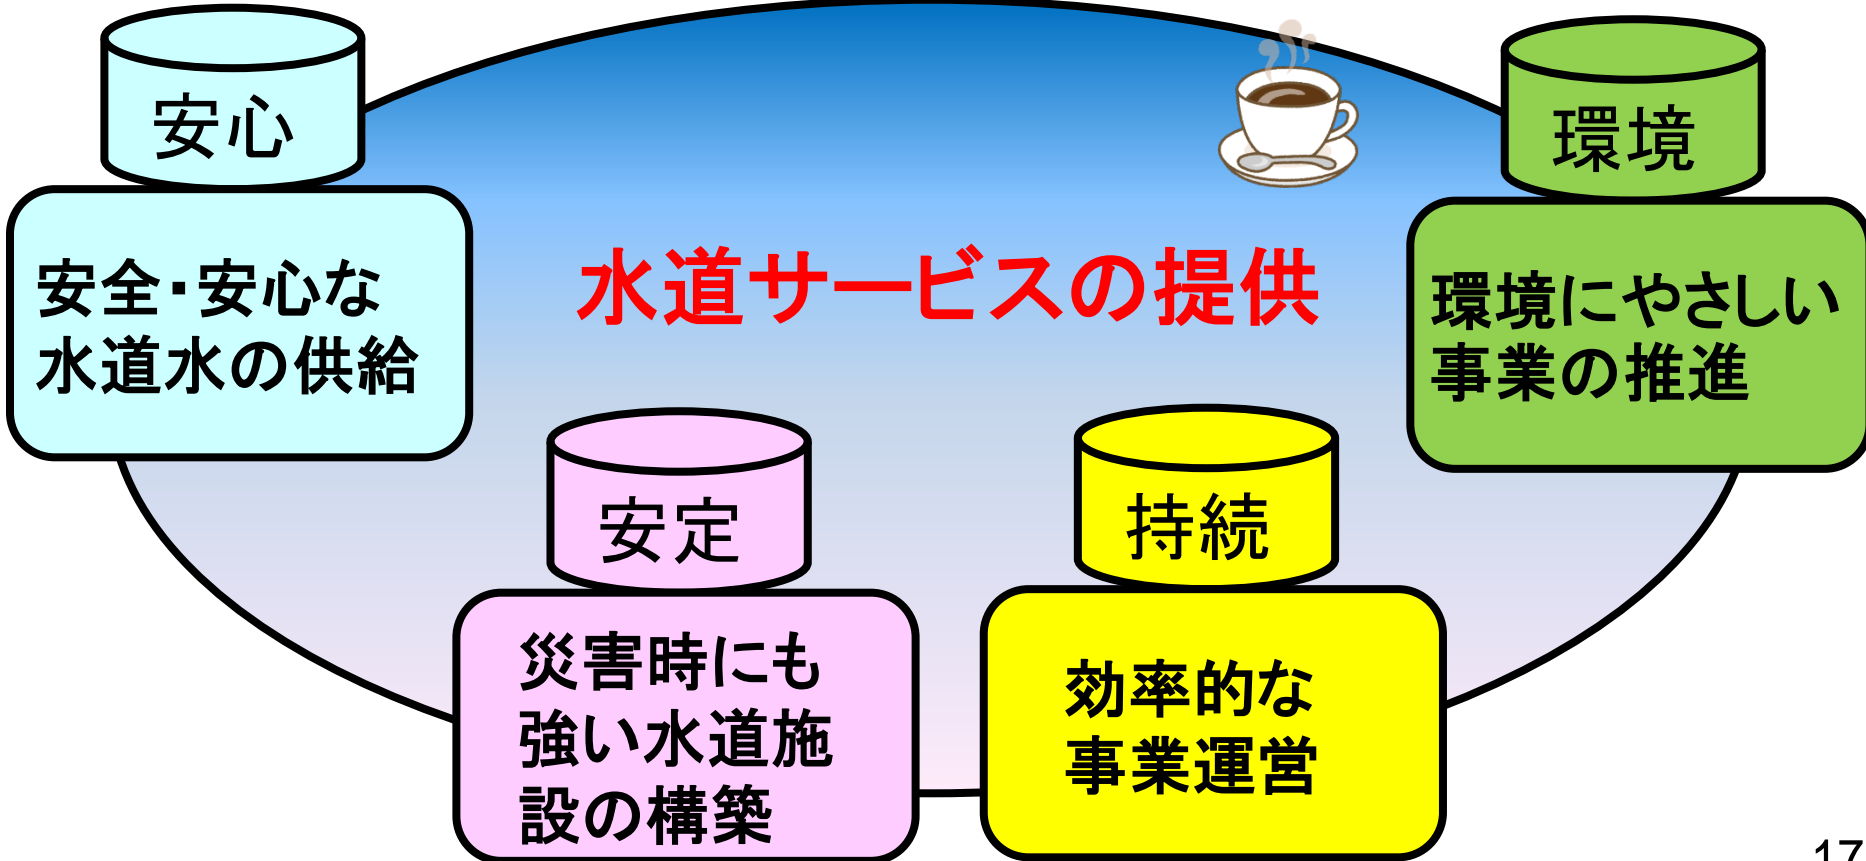 安心
環境
安全・安心な
水道水の供給
水道サービスの提供
環境にやさしい
事業の推進
安定
持続
災害時にも
強い水道施
設の構築
効率的な
事業運営
17